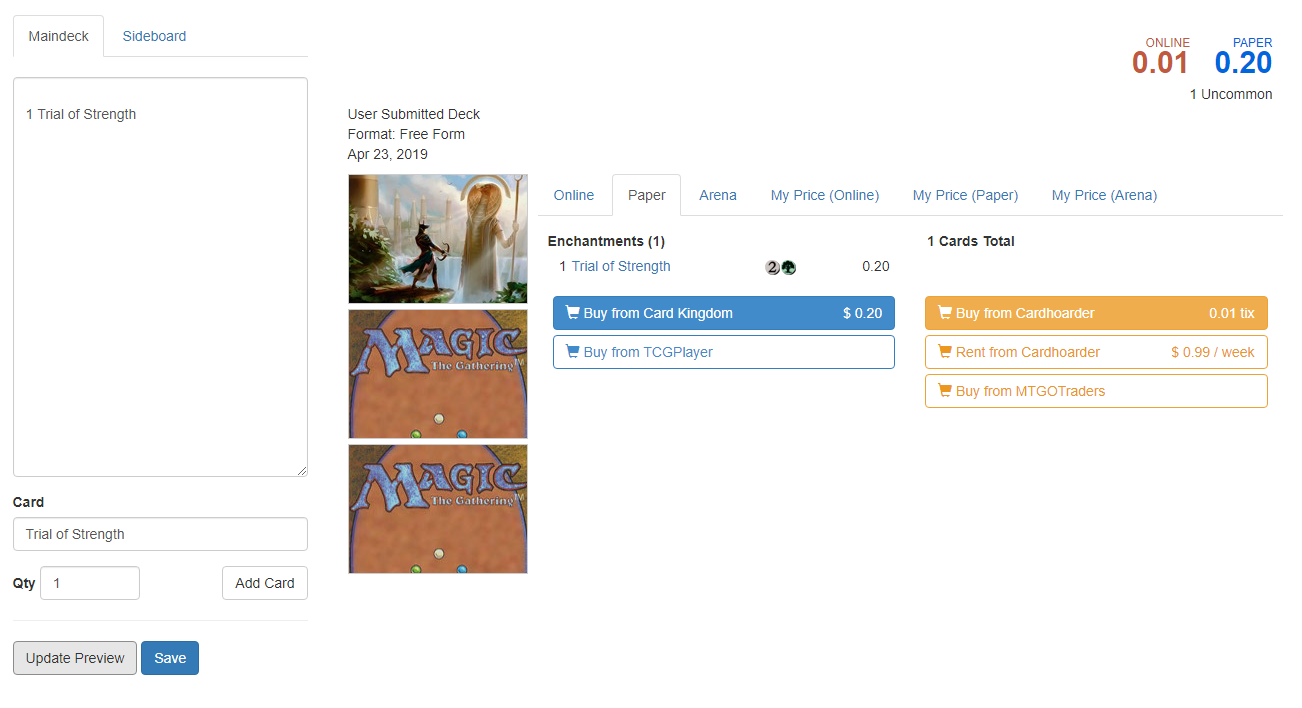 Maindeck Sideboard
ONLINE PAPER
0.01 0.20
1 Uncommon
1 Trial of Strength
User Submitted Deck
Format: Free Form
Apr 23, 2019
Online Paper Arena My Price (Online) My Price (Paper) My Price (Arena)
Enchantments (1)
1 Trial of Strength 2 0.20
1 Cards Total
Buy from Card Kingdom $ 0.20
Buy from TCGPlayer
Buy from Cardhoarder 0.01 tix
Rent from Cardhoarder $ 0.99 / week
Buy from MTGOTraders
MAGIC
The Gathering™
MAGIC
The Gathering™
Card
Trial of Strength
Qty 1 Add Card
Update Preview Save